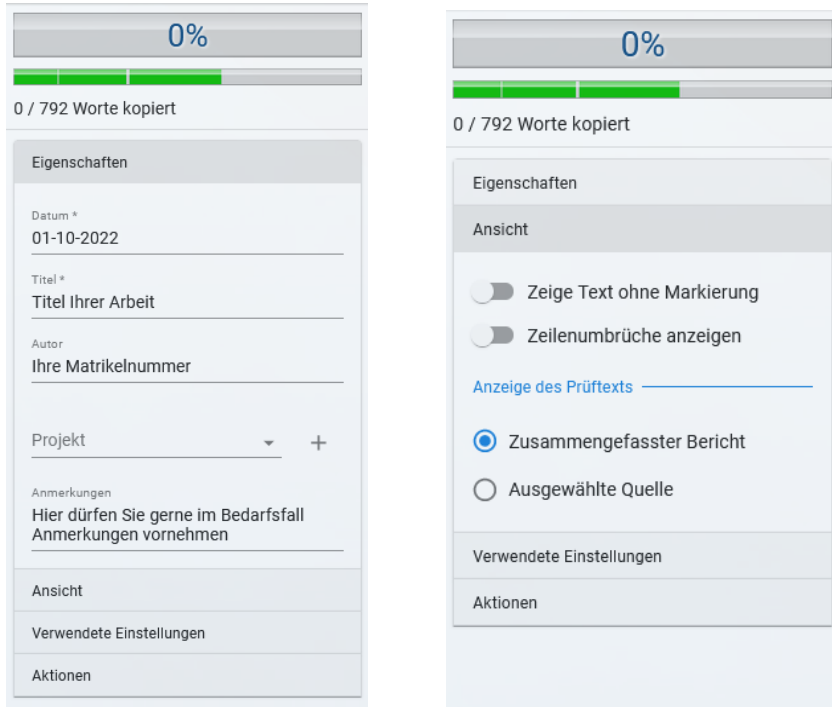 0%
0 / 792 Worte kopiert
Eigenschaften
Datum *
01-10-2022
Titel *
Titel Ihrer Arbeit
Autor
Ihre Matrikelnummer
Projekt
Anmerkungen
Hier dürfen Sie gerne im Bedarfsfall
Anmerkungen vornehmen
Ansicht
Verwendete Einstellungen
Aktionen
0%
0 / 792 Worte kopiert
Eigenschaften
Ansicht
Zeige Text ohne Markierung
Zeilenumbrüche anzeigen
Anzeige des Prüftexts
Zusammengefasster Bericht
Ausgewählte Quelle
Verwendete Einstellungen
Aktionen